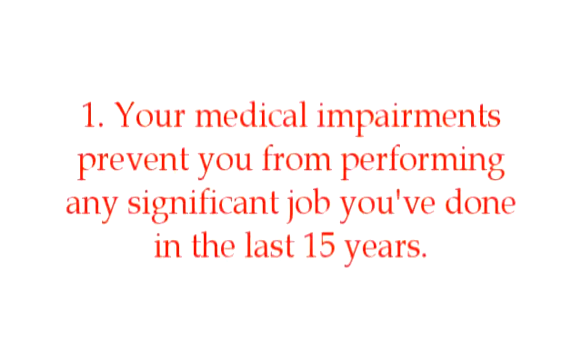 1. Your medical impairments
prevent you from performing
any significant job you've done
in the last 15 years.